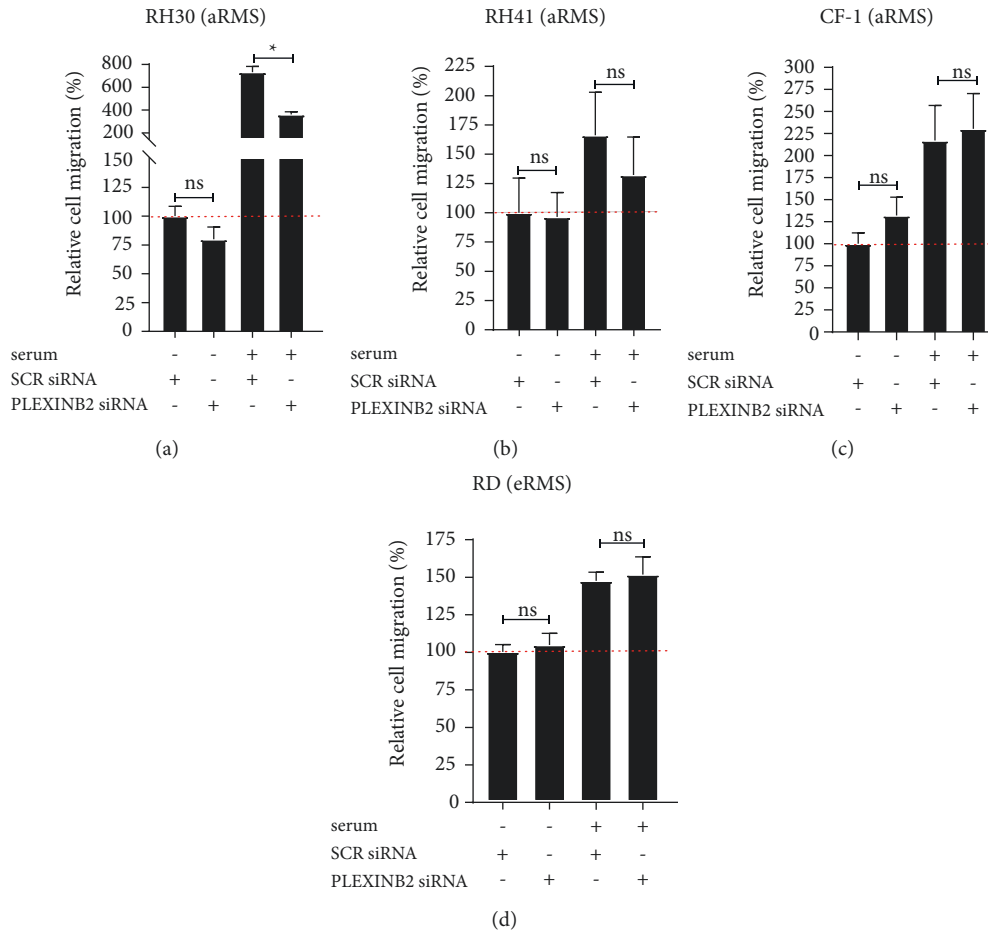 RH30 (aRMS)
Relative cell migration (%)
800
600
400
200
150
100
75
50
25
0
ns
*
serum - - + +
SCR siRNA + - + -
PLEXINB2 siRNA - + - +
(a)
RH41 (aRMS)
Relative cell migration (%)
225
200
175
150
125
100
75
50
25
0
ns
ns
serum - - + +
SCR siRNA + - + -
PLEXINB2 siRNA - + - +
(b)
CF-1 (aRMS)
Relative cell migration (%)
300
250
225
200
175
150
125
100
75
50
25
0
ns
ns
serum - - + +
SCR siRNA + - + -
PLEXINB2 siRNA - + - +
(c)
RD (eRMS)
Relative cell migration (%)
175
150
125
100
75
50
25
0
ns
ns
serum - - + +
SCR siRNA + - + -
PLEXINB2 siRNA - + - +
(d)